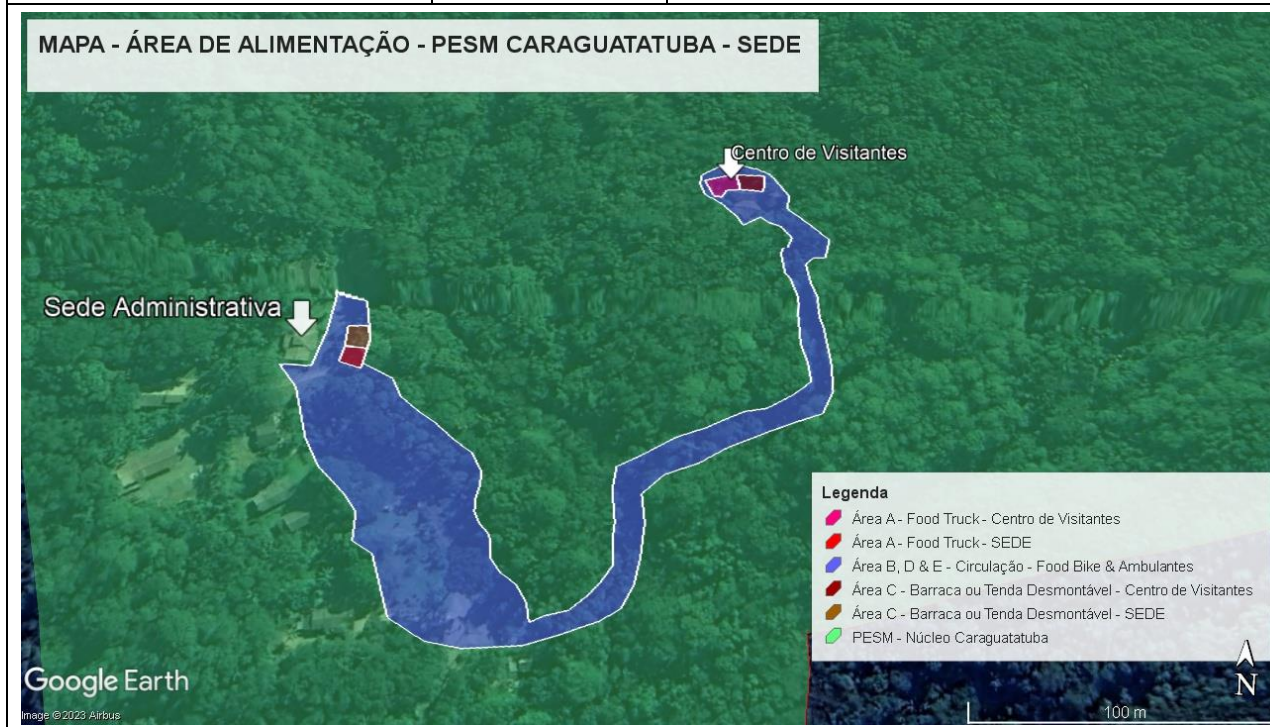 MAPA - ÁREA DE ALIMENTAÇÃO - PESM CARAGUATATUBA - SEDE
Centro de Visitantes
Sede Administrativa
Legenda
Área A - Food Truck - Centro de Visitantes
Área A - Food Truck - SEDE
Área B, D & E - Circulação - Food Bike & Ambulantes
Área C - Barraca ou Tenda Desmontável - Centro de Visitantes
Área C - Barraca ou Tenda Desmontável - SEDE
PESM - Núcleo Caraguatatuba
Google Earth
N
Image © 2023 Airbus
100 m